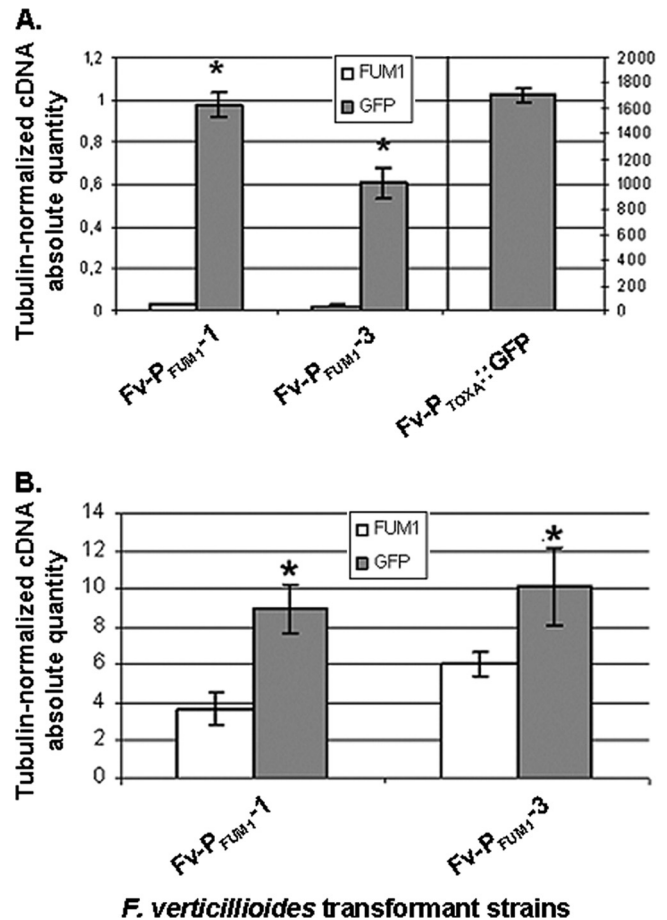 A.
Tubulin-normalized cDNA
absolute quantity
1,2
1
0,8
0,6
0,4
0,2
0
*
*
FUM1
GFP
2000
1800
1600
1400
1200
1000
800
600
400
200
0
Fv-PFUM1-1
Fv-PFUM1-3
Fv-PTOXA::GFP
B.
Tubulin-normalized cDNA
absolute quantity
14
12
10
8
6
4
2
0
*
*
FUM1
GFP
Fv-PFUM1-1
Fv-PFUM1-3
F. verticillioides transformant strains